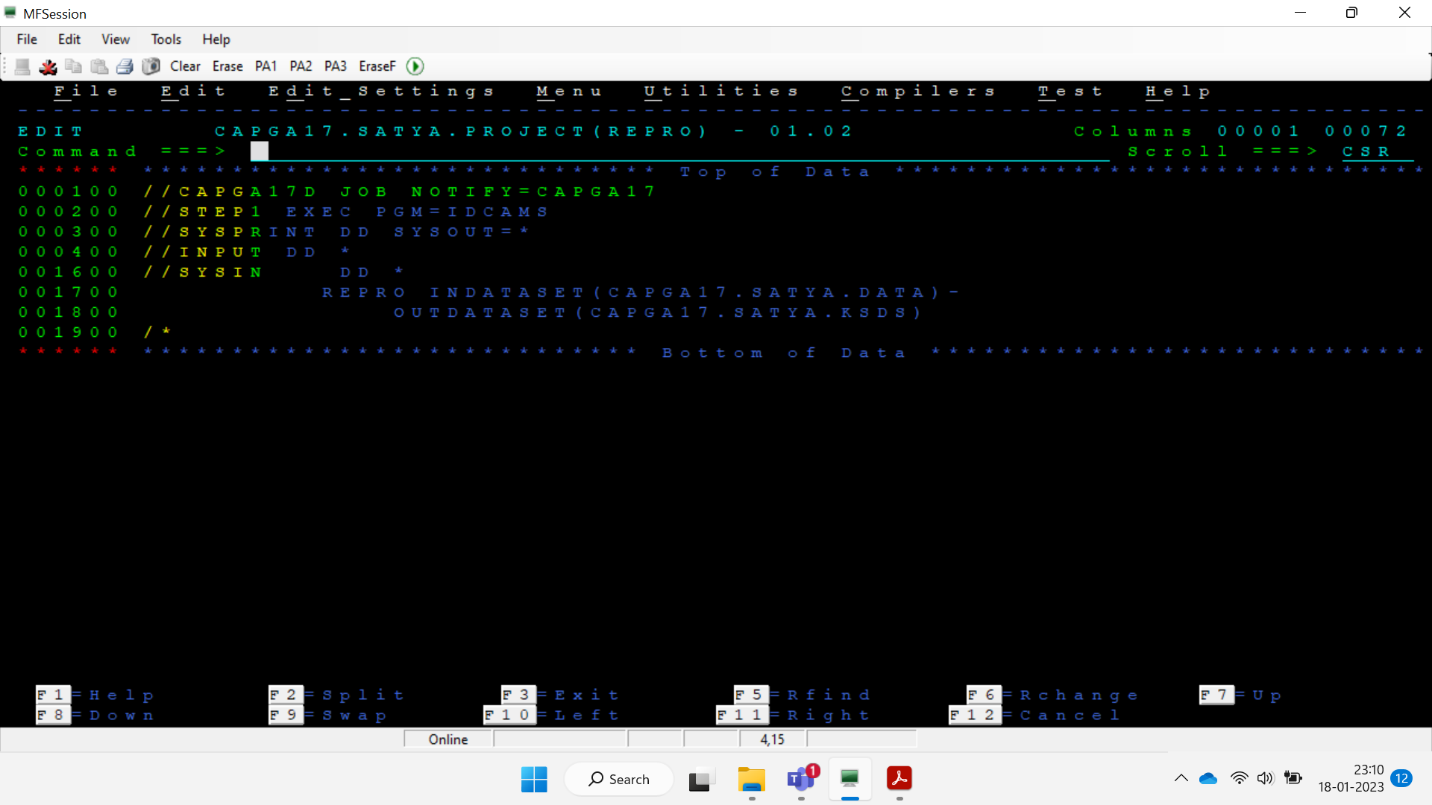 MFSession
File Edit View Tools Help
Clear Erase PA1 PA2 PA3 EraseF
File Edit Edit_Settings Menu Utilities Compilers Test Help
- - - - - - - - - - - - - - - - - - - - - - - - - - - - - - - - - - - - - - - - - - - - - - - - - - - - - - - - - - - - - - - - - - - - - - - - - - - - - - -
EDIT CAPGA17.SATYA.PROJECT(REPRO) - 01.02 Columns 00001 00072
Command ===> Scroll ===> CSR
****** ***************************** Top of Data ******************************
000100 //CAPGA17D JOB NOTIFY=CAPGA17
000200 //STEP1 EXEC PGM=IDCAMS
000300 //SYSPRINT DD SYSOUT=*
000400 //INPUT DD *
001600 //SYSIN DD *
001700 REPRO INDATASET(CAPGA17.SATYA.DATA)-
001800 OUTDATASET(CAPGA17.SATYA.KSDS)
001900 /*
****** **************************** Bottom of Data ****************************
F1=Help F2=Split F3=Exit F5=Rfind F6=Rchange F7=Up
F8=Down F9=Swap F10=Left F11=Right F12=Cancel
Online 4,15
Search 1 23:10 12
18-01-2023